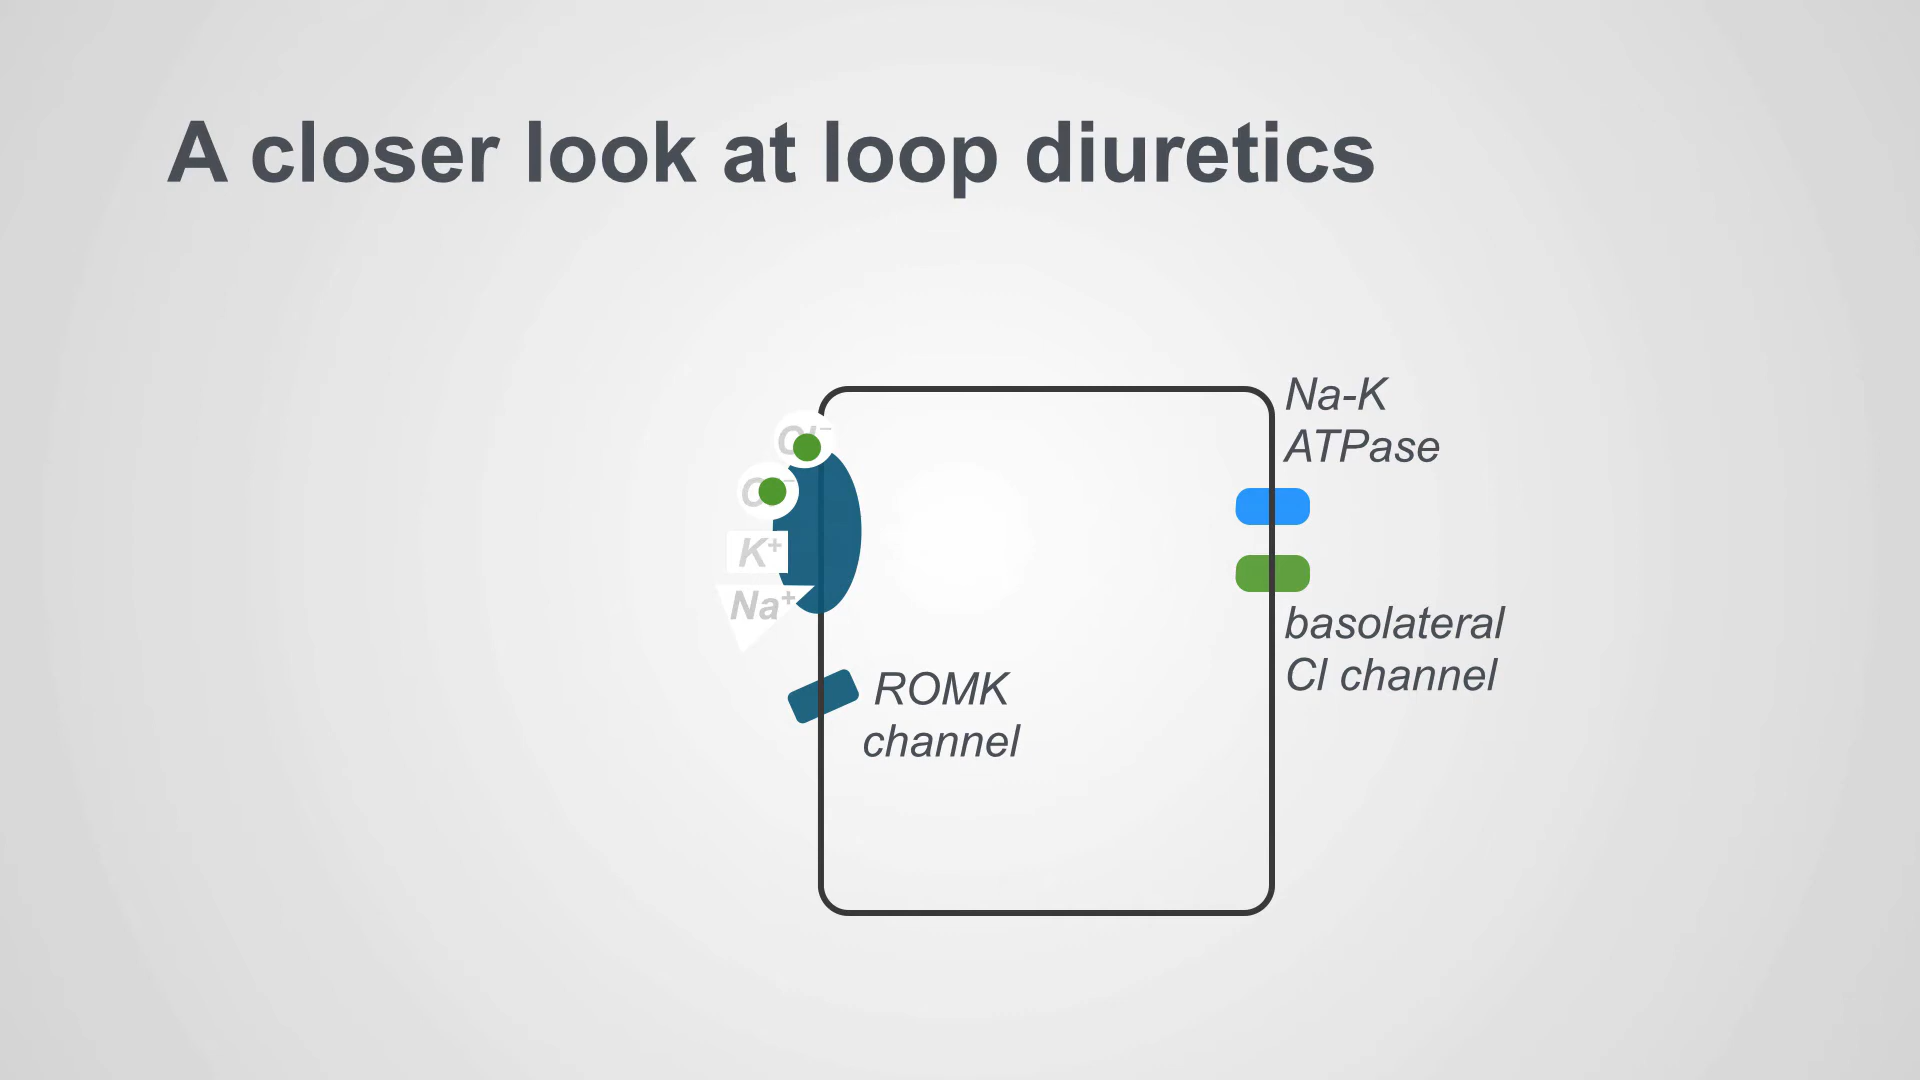 A closer look at loop diuretics
Na-K
ATPase
K⁺
Na⁺
basolateral
Cl channel
ROMK
channel